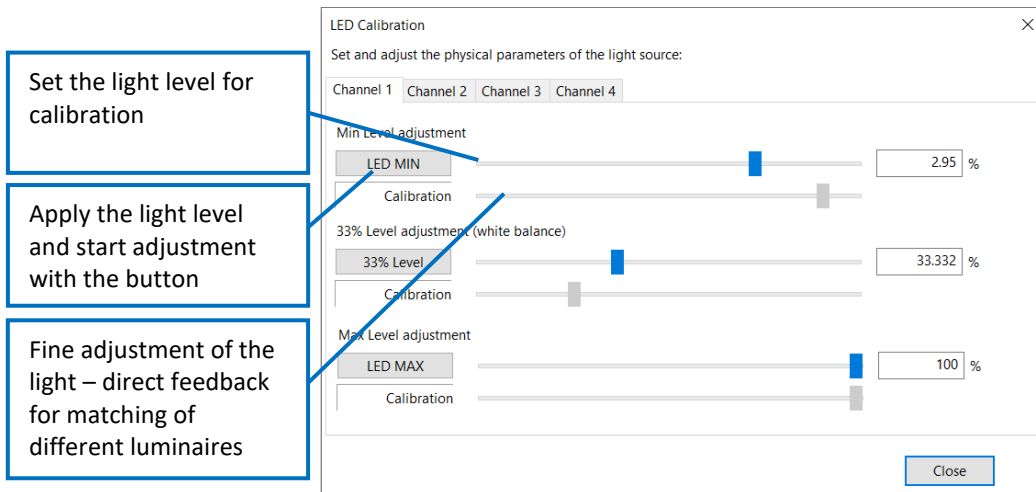 Set the light level for
calibration
Apply the light level
and start adjustment
with the button
Fine adjustment of the
light – direct feedback
for matching of
different luminaires
LED Calibration
Set and adjust the physical parameters of the light source:
Channel 1 Channel 2 Channel 3 Channel 4
Min Level adjustment
LED MIN 2.95 %
Calibration
33% Level adjustment (white balance)
33% Level 33.332 %
Calibration
Max Level adjustment
LED MAX 100 %
Calibration
Close